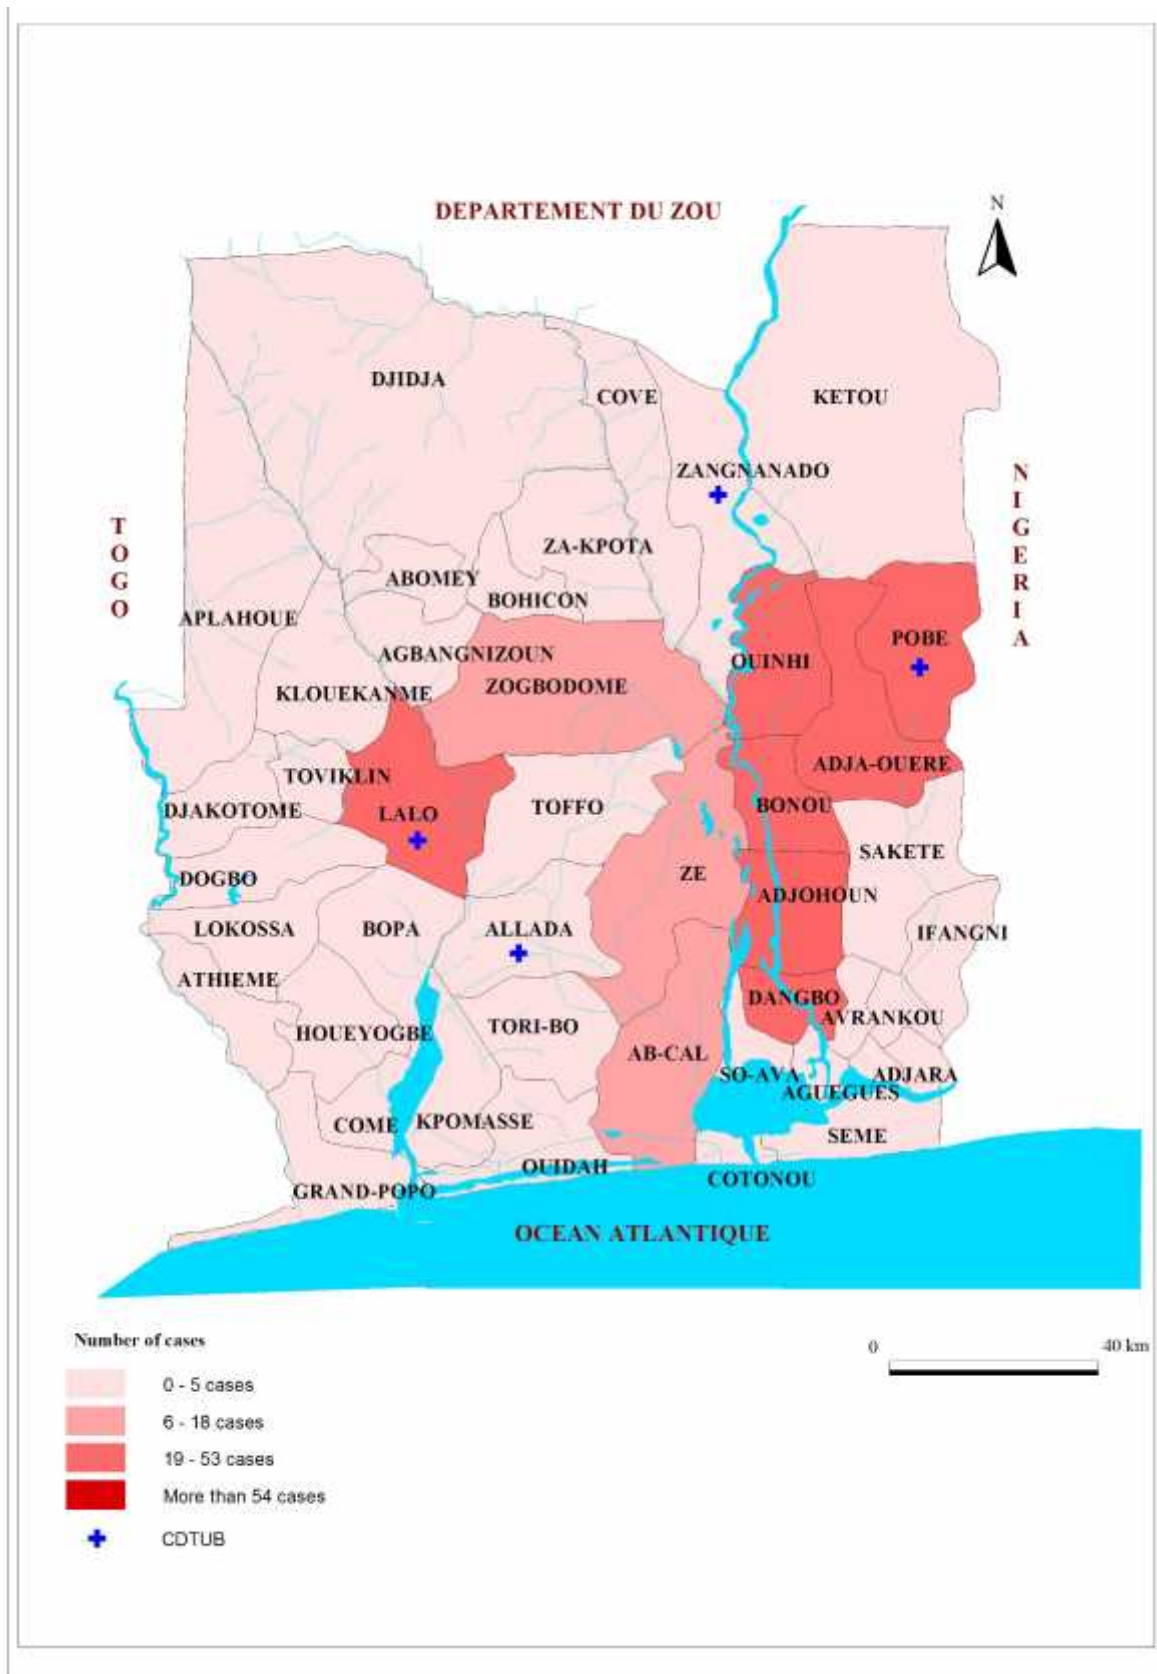 DEPARTEMENT DU ZOU
N
DJIDJA
COVE
KETOU
ZANGNANADO
NIGERIA
TOGO
ZA-KPOTA
ABOMEY
BOHICON
APLAHOUE
POBE
AGBANGNIZOUN
OUINHI
ZOGBODOME
KLOUEKANME
ADJA-OUERE
TOVIKLIN
BONOU
TOFFO
DJAKOTOME
LALO
SAKETE
ZE
DOGBO
ADJOHOUN
LOKOSSA
BOPA
ALLADA
IFANGNI
ATHIEME
DANGBO
AVRANKOU
HOUEYOGBE
TORI-BO
AB-CAL
SO-AVA
ADJARA
AGUEGUES
COME
KPOMASSE
SEME
OUIDAH
COTONOU
GRAND-POPO
OCEAN ATLANTIQUE
Number of cases
0 40 km
0 - 5 cases
6 - 18 cases
19 - 53 cases
More than 54 cases
CDTUB